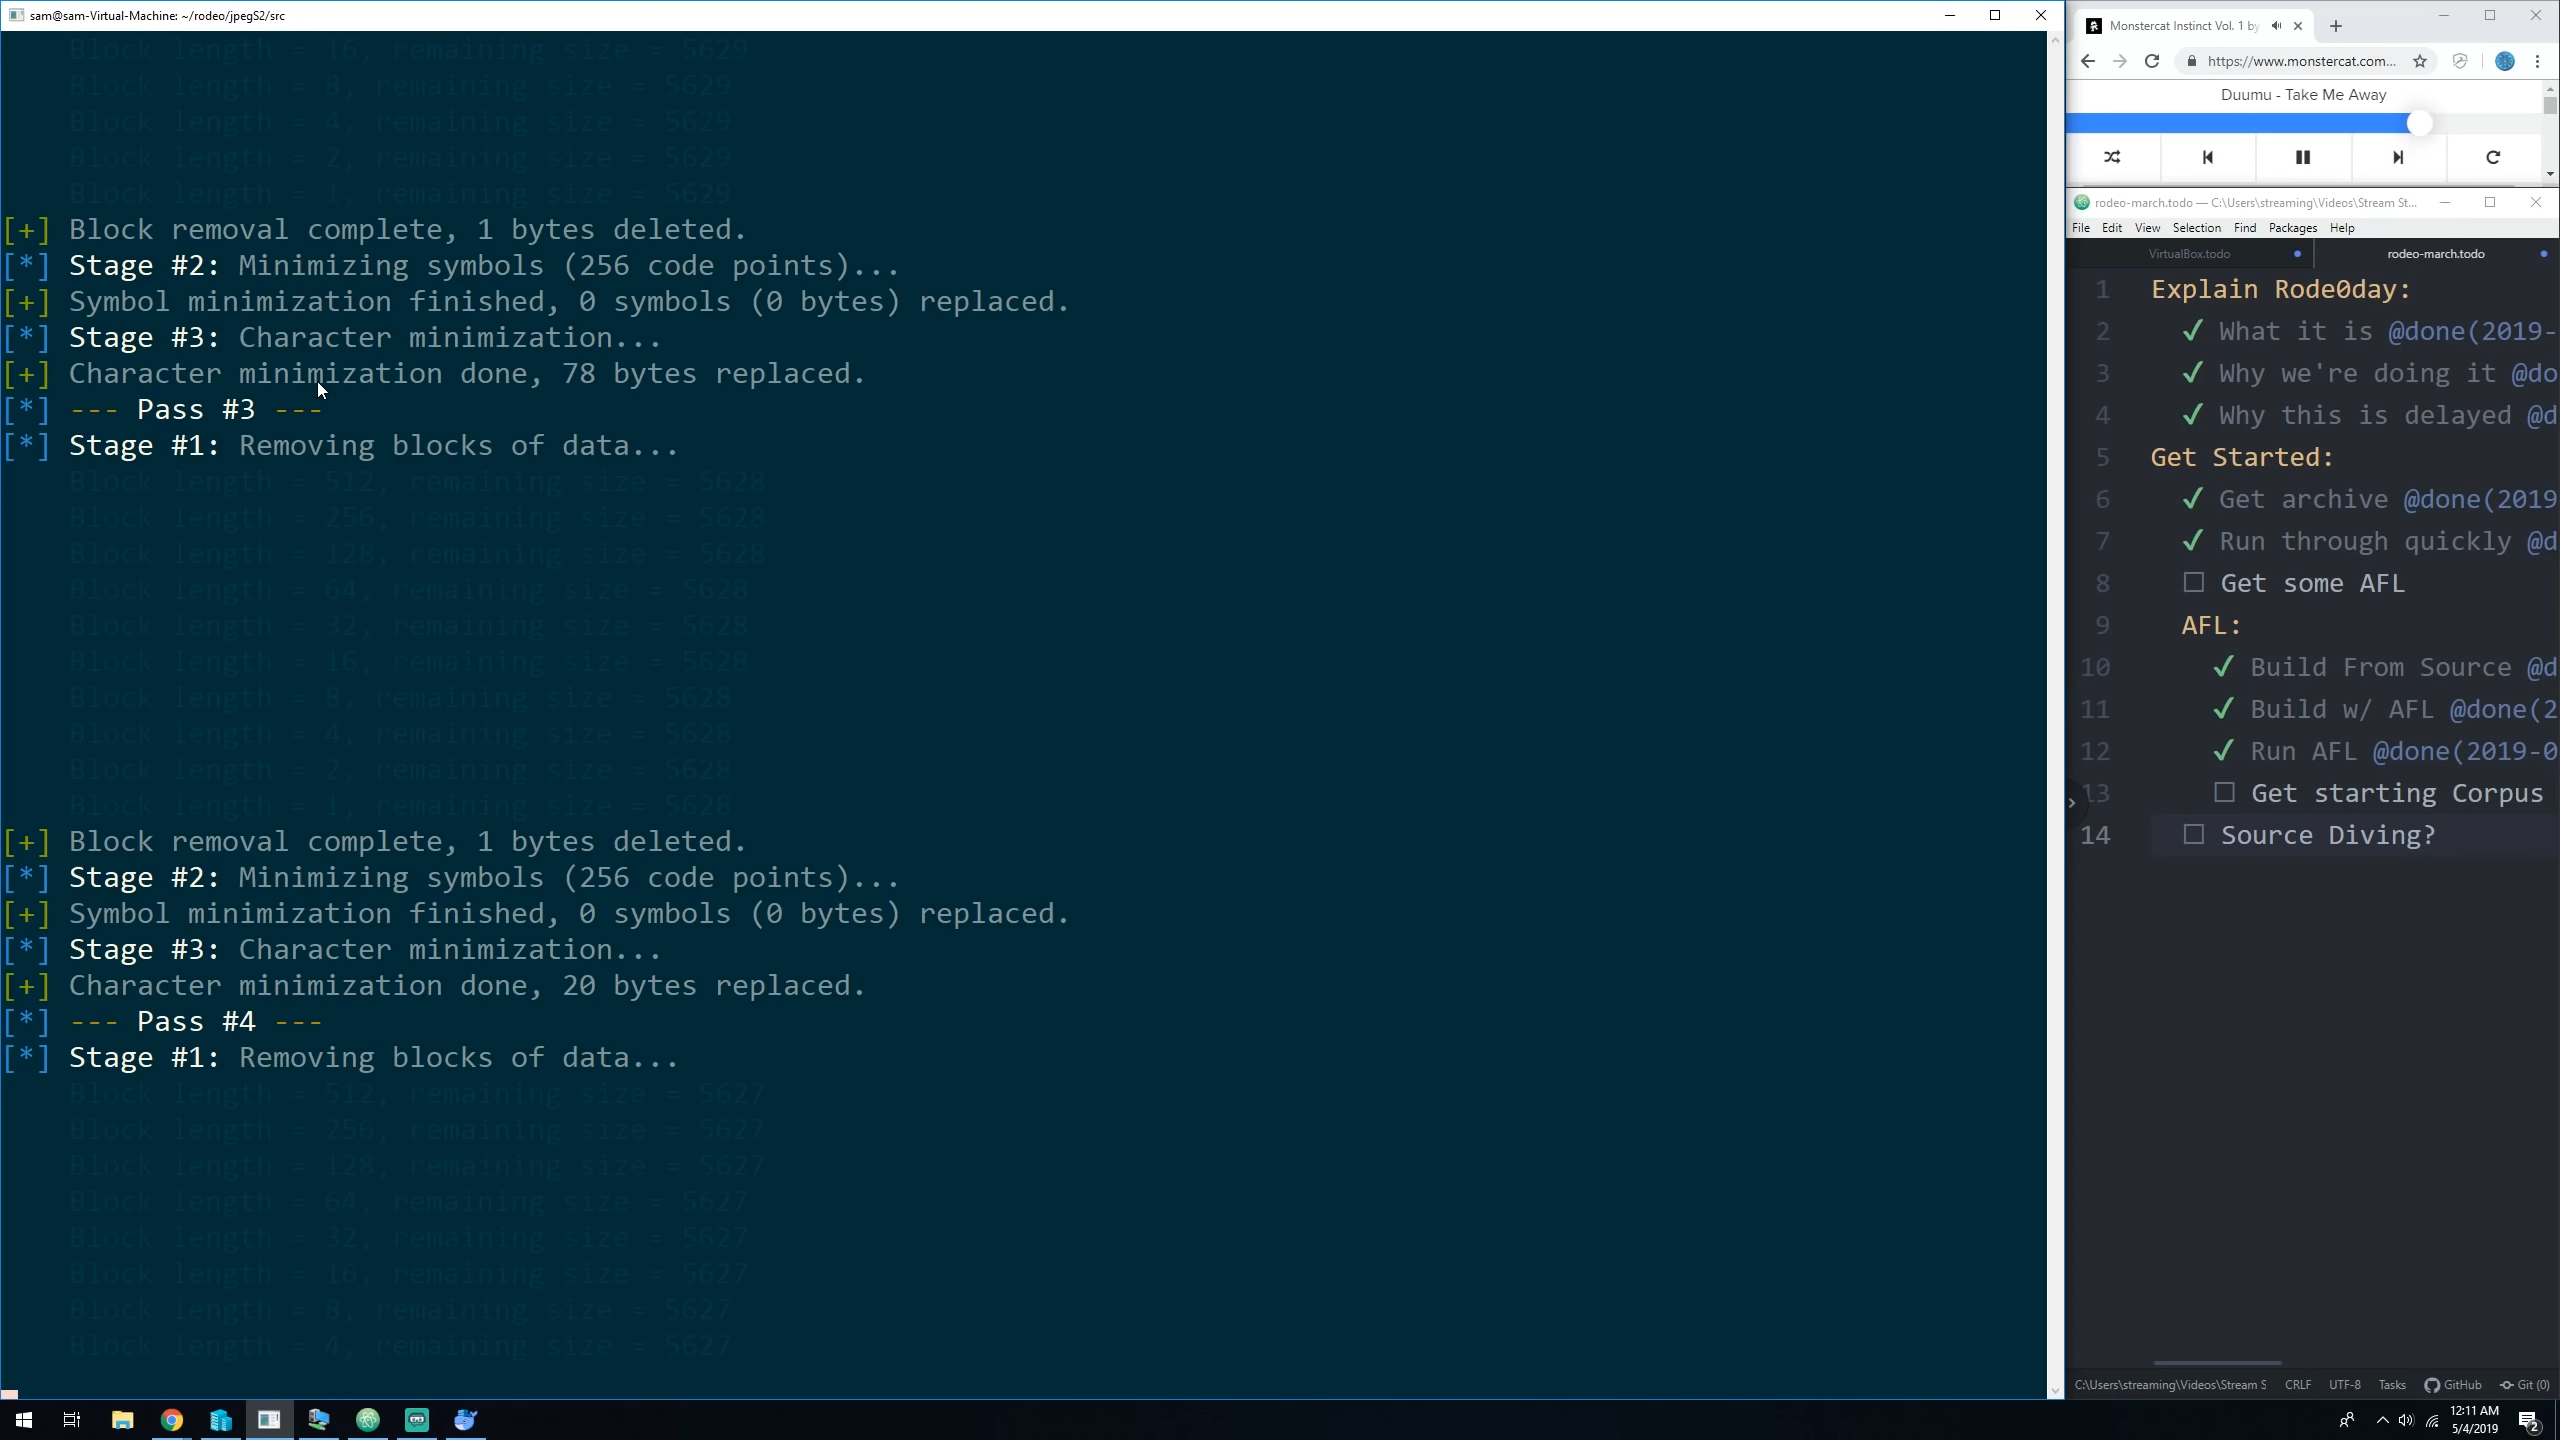 sam@sam-Virtual-Machine: ~/rodeo/jpegS2/src
Block length = 16, remaining size = 5629
Block length = 8, remaining size = 5629
Block length = 4, remaining size = 5629
Block length = 2, remaining size = 5629
Block length = 1, remaining size = 5629
[+] Block removal complete, 1 bytes deleted.
[*] Stage #2: Minimizing symbols (256 code points)...
[+] Symbol minimization finished, 0 symbols (0 bytes) replaced.
[*] Stage #3: Character minimization...
[+] Character minimization done, 78 bytes replaced.
[*] --- Pass #3 ---
[*] Stage #1: Removing blocks of data...
Block length = 512, remaining size = 5628
Block length = 256, remaining size = 5628
Block length = 128, remaining size = 5628
Block length = 64, remaining size = 5628
Block length = 32, remaining size = 5628
Block length = 16, remaining size = 5628
Block length = 8, remaining size = 5628
Block length = 4, remaining size = 5628
Block length = 2, remaining size = 5628
Block length = 1, remaining size = 5628
[+] Block removal complete, 1 bytes deleted.
[*] Stage #2: Minimizing symbols (256 code points)...
[+] Symbol minimization finished, 0 symbols (0 bytes) replaced.
[*] Stage #3: Character minimization...
[+] Character minimization done, 20 bytes replaced.
[*] --- Pass #4 ---
[*] Stage #1: Removing blocks of data...
Block length = 512, remaining size = 5627
Block length = 256, remaining size = 5627
Block length = 128, remaining size = 5627
Block length = 64, remaining size = 5627
Block length = 32, remaining size = 5627
Block length = 16, remaining size = 5627
Block length = 8, remaining size = 5627
Block length = 4, remaining size = 5627
Monstercat Instinct Vol. 1 by
https://www.monstercat.com...
Duumu - Take Me Away
rodeo-march.todo — C:\Users\streaming\Videos\Stream St...
File Edit View Selection Find Packages Help
VirtualBox.todo rodeo-march.todo
1 Explain Rode0day:
2 ✓ What it is @done(2019-
3 ✓ Why we're doing it @do
4 ✓ Why this is delayed @d
5 Get Started:
6 ✓ Get archive @done(2019
7 ✓ Run through quickly @d
8 ☐ Get some AFL
9 AFL:
10 ✓ Build From Source @d
11 ✓ Build w/ AFL @done(2
12 ✓ Run AFL @done(2019-0
13 ☐ Get starting Corpus
14 ☐ Source Diving?
C:\Users\streaming\Videos\Stream S CRLF UTF-8 Tasks GitHub Git (0)
12:11 AM
5/4/2019
2